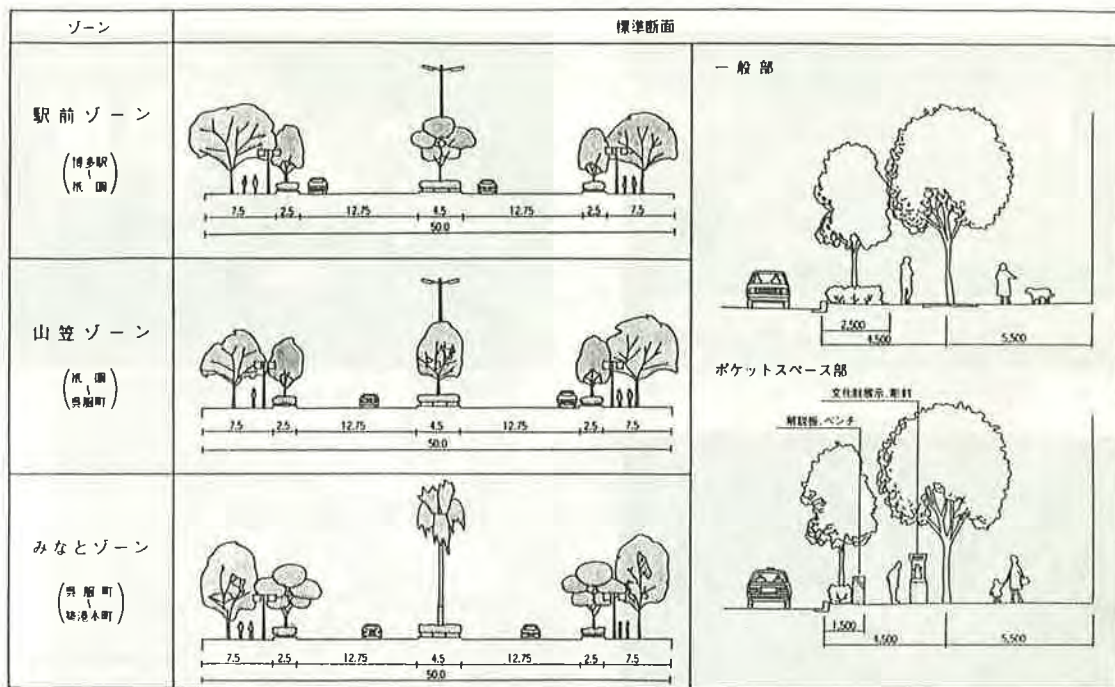 ゾーン
標準断面
駅前ゾーン
(博多駅
〜
祇園)
7.5 2.5 12.75 4.5 12.75 2.5 7.5
50.0
山笠ゾーン
(祇園
〜
呉服町)
7.5 2.5 12.75 4.5 12.75 2.5 7.5
50.0
みなとゾーン
(呉服町
〜
築港本町)
7.5 2.5 12.75 4.5 12.75 2.5 7.5
50.0
一般部
2,500
4,500 5,500
ポケットスペース部
文化財展示、彫刻
解説板、ベンチ
1,500
4,500 5,500